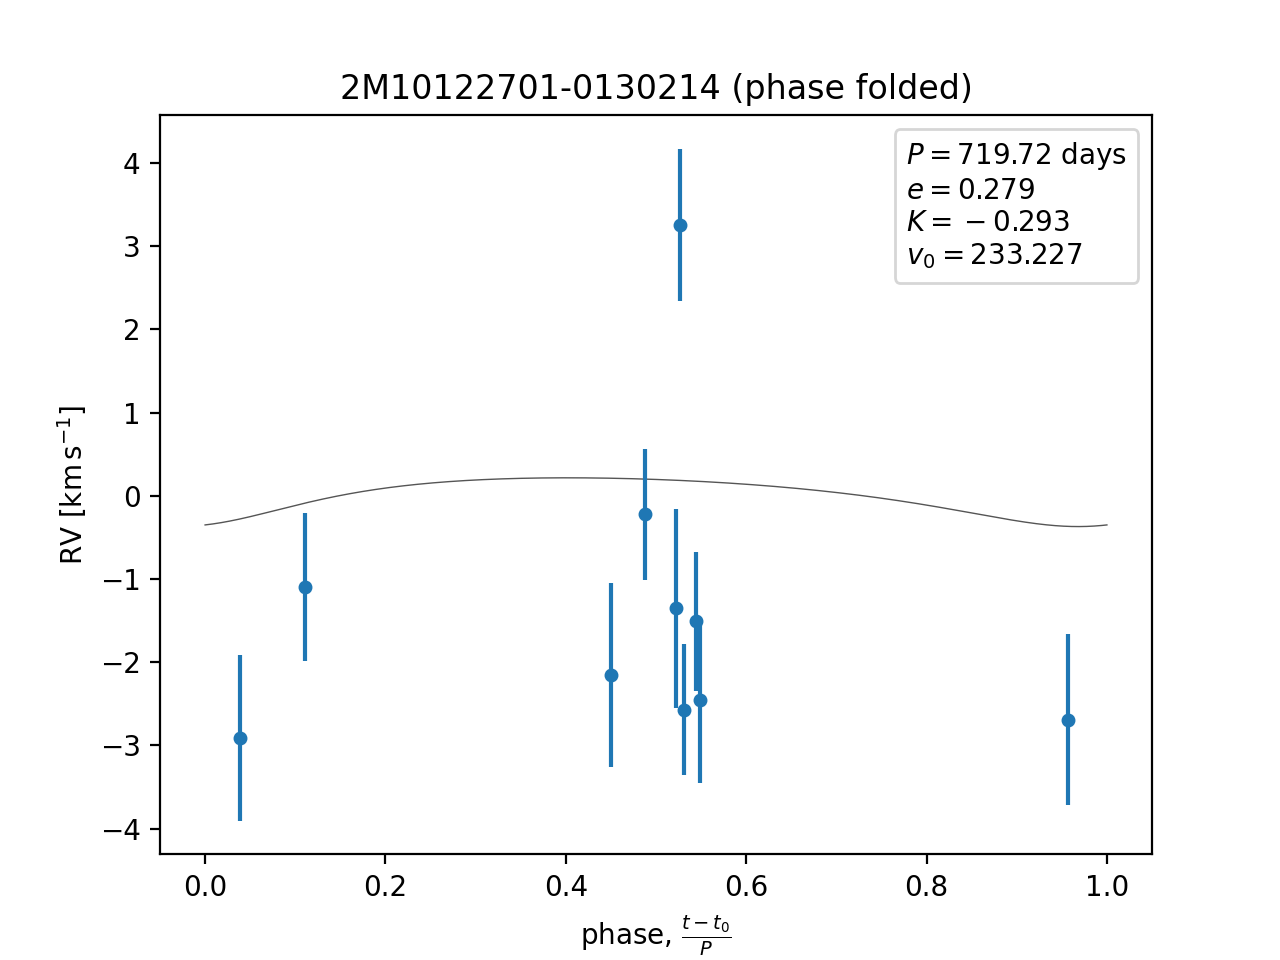 2M10122701-0130214 (phase folded)
P = 719.72 days
e = 0.279
K = −0.293
v₀ = 233.227
4
3
2
1
0
−1
−2
−3
−4
RV [km s⁻¹]
0.0 0.2 0.4 0.6 0.8 1.0
phase, (t − t₀)/P